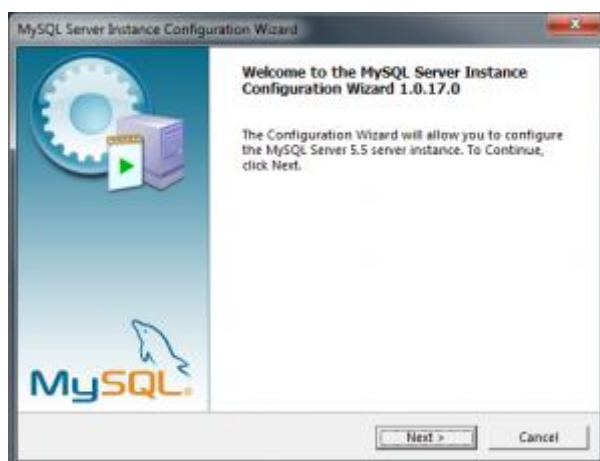 MySQL Server Instance Configuration Wizard
Welcome to the MySQL Server Instance
Configuration Wizard 1.0.17.0
The Configuration Wizard will allow you to configure
the MySQL Server 5.5 server instance. To Continue,
click Next.
MySQL
Next >
Cancel